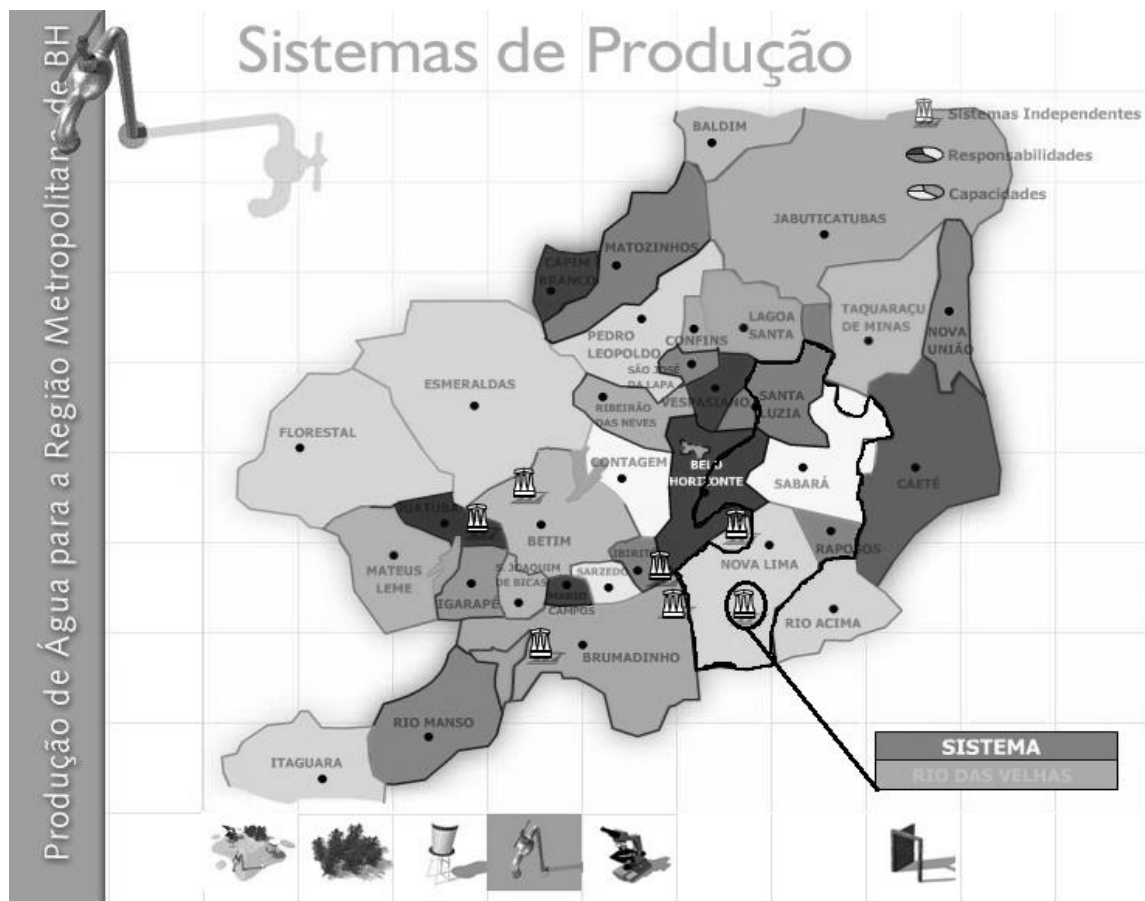 Produção de Água para a Região Metropolitana de BH
Sistemas de Produção
Sistemas Independentes
Responsabilidades
Capacidades
BALDIM
JABUTICATUBAS
MATOZINHOS
CAPIM
BRANCO
TAQUARAÇU
DE MINAS
NOVA
UNIÃO
LAGOA
SANTA
PEDRO
LEOPOLDO
CONFINS
SÃO JOSÉ
DA LAPA
VESPASIANO
SANTA
LUZIA
ESMERALDAS
RIBEIRÃO
DAS NEVES
FLORESTAL
CONTAGEM
BELO
HORIZONTE
SABARÁ
CAETÉ
JUATUBA
BETIM
MATEUS
LEME
IGARAPÉ
S. JOAQUIM
DE BICAS
MARIO
CAMPOS
SARZEDO
IBIRITÉ
NOVA LIMA
RAPOSOS
RIO ACIMA
BRUMADINHO
RIO MANSO
ITAGUARA
SISTEMA
RIO DAS VELHAS